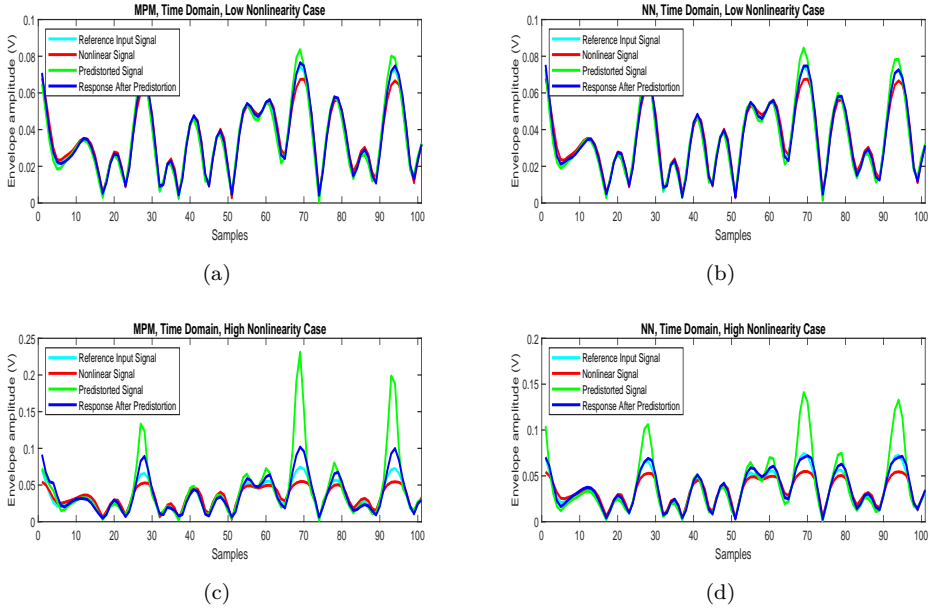 MPM, Time Domain, Low Nonlinearity Case
Envelope amplitude (V)
0.1
0.08
0.06
0.04
0.02
0
Reference Input Signal
Nonlinear Signal
Predistorted Signal
Response After Predistortion
0 10 20 30 40 50 60 70 80 90 100
Samples
(a)
NN, Time Domain, Low Nonlinearity Case
Envelope amplitude (V)
0.1
0.08
0.06
0.04
0.02
0
Reference Input Signal
Nonlinear Signal
Predistorted Signal
Response After Predistortion
0 10 20 30 40 50 60 70 80 90 100
Samples
(b)
MPM, Time Domain, High Nonlinearity Case
Envelope amplitude (V)
0.25
0.2
0.15
0.1
0.05
0
Reference Input Signal
Nonlinear Signal
Predistorted Signal
Response After Predistortion
0 10 20 30 40 50 60 70 80 90 100
Samples
(c)
NN, Time Domain, High Nonlinearity Case
Envelope amplitude (V)
0.2
0.15
0.1
0.05
0
Reference Input Signal
Nonlinear Signal
Predistorted Signal
Response After Predistortion
0 10 20 30 40 50 60 70 80 90 100
Samples
(d)